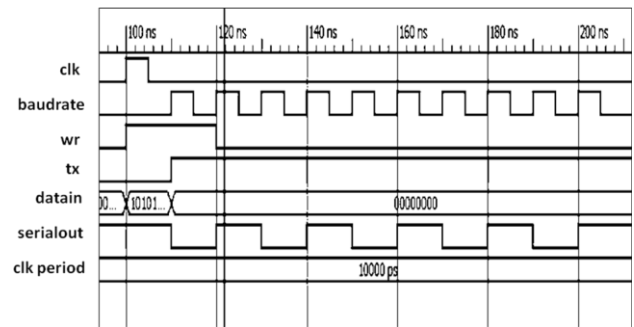 100 ns 120 ns 140 ns 160 ns 180 ns 200 ns
clk
baudrate
wr
tx
datain 00... 10101... 00000000
serialout
clk period 10000 ps